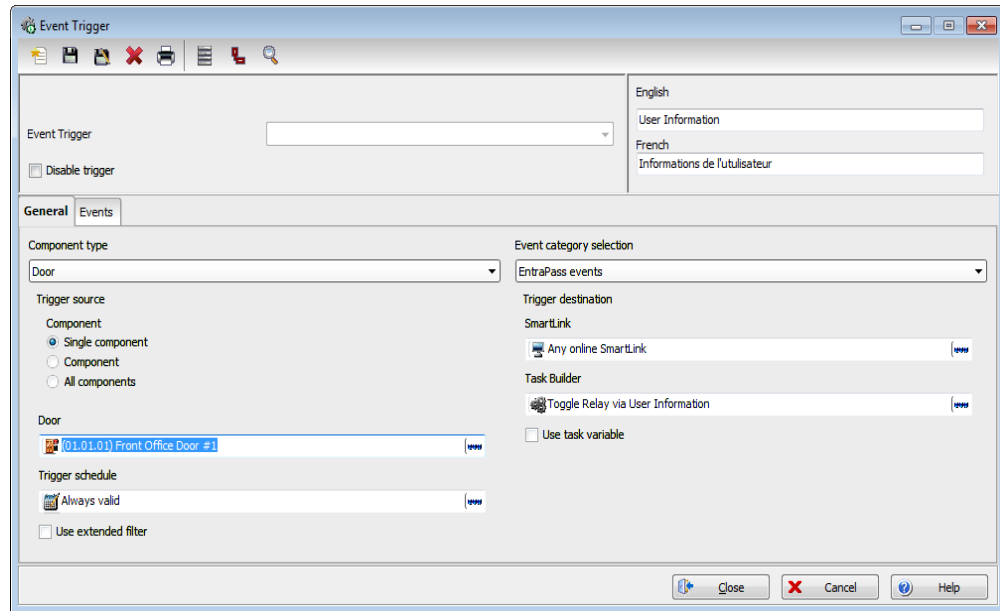 Event Trigger
English
User Information
Event Trigger
French
Informations de l'utulisateur
Disable trigger
General Events
Component type
Event category selection
Door
EntraPass events
Trigger source
Trigger destination
Component
SmartLink
Single component
Any online SmartLink
Component
All components
Task Builder
Toggle Relay via User Information
Door
Use task variable
(01.01.01) Front Office Door #1
Trigger schedule
Always valid
Use extended filter
Close Cancel Help